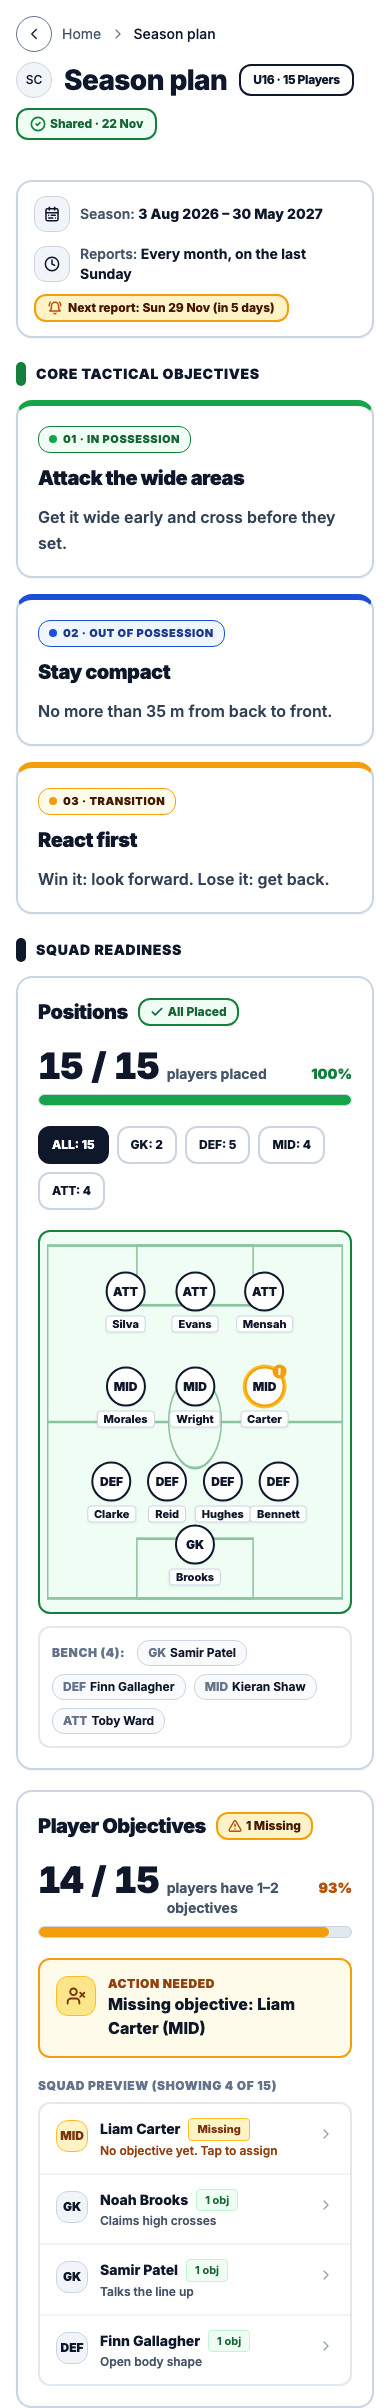 Home > Season plan
SC Season plan U16 · 15 Players
Shared · 22 Nov
Season: 3 Aug 2026 – 30 May 2027
Reports: Every month, on the last
Sunday
Next report: Sun 29 Nov (in 5 days)
CORE TACTICAL OBJECTIVES
01 · IN POSSESSION
Attack the wide areas
Get it wide early and cross before they
set.
02 · OUT OF POSSESSION
Stay compact
No more than 35 m from back to front.
03 · TRANSITION
React first
Win it: look forward. Lose it: get back.
SQUAD READINESS
Positions All Placed
15 / 15 players placed 100%
ALL: 15 GK: 2 DEF: 5 MID: 4
ATT: 4
ATT ATT ATT
Silva Evans Mensah
!
MID MID MID
Morales Wright Carter
DEF DEF DEF DEF
Clarke Reid Hughes Bennett
GK
Brooks
BENCH (4): GK Samir Patel
DEF Finn Gallagher MID Kieran Shaw
ATT Toby Ward
Player Objectives 1 Missing
14 / 15 players have 1–2 93%
objectives
ACTION NEEDED
Missing objective: Liam
Carter (MID)
SQUAD PREVIEW (SHOWING 4 OF 15)
MID Liam Carter Missing
No objective yet. Tap to assign
GK Noah Brooks 1 obj
Claims high crosses
GK Samir Patel 1 obj
Talks the line up
DEF Finn Gallagher 1 obj
Open body shape